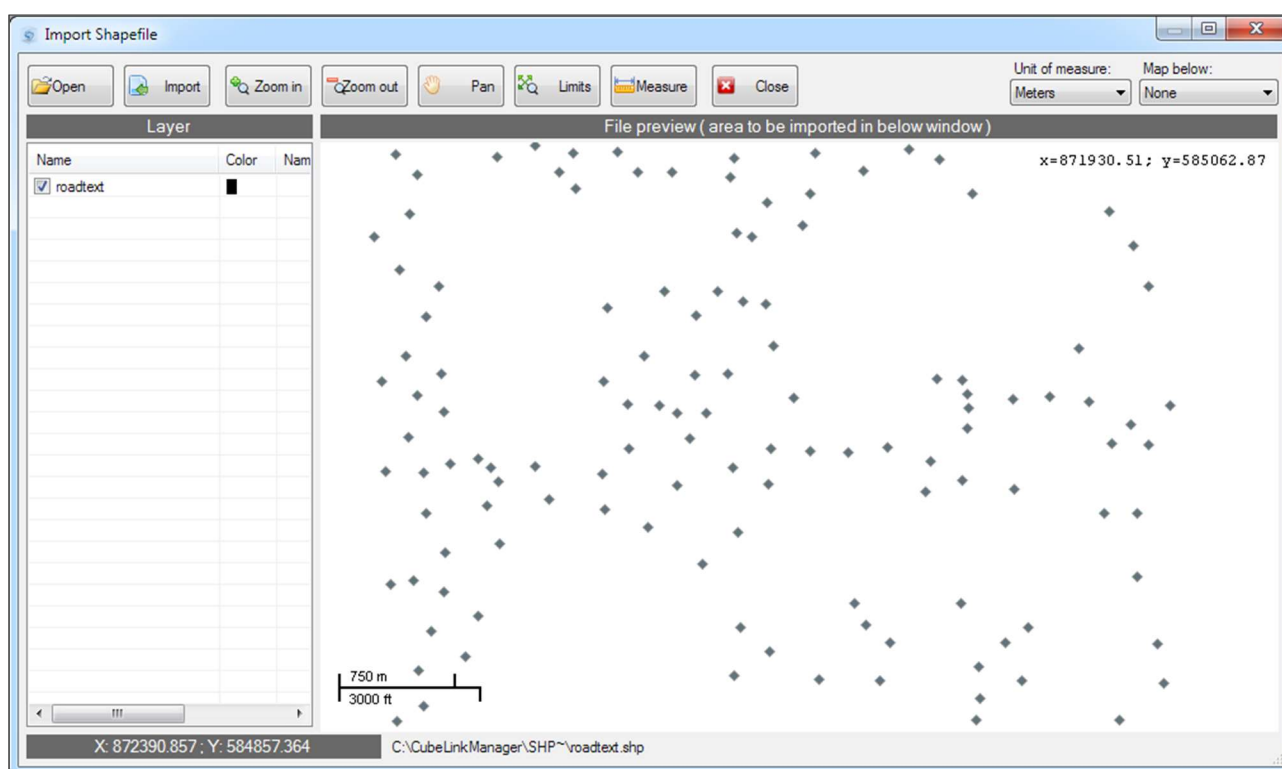 Import Shapefile
Open Import Zoom in Zoom out Pan Limits Measure Close
Unit of measure: Map below:
Meters None
Layer
File preview ( area to be imported in below window )
Name Color Nam
x=871930.51; y=585062.87
roadtext
750 m
3000 ft
X: 872390.857 ; Y: 584857.364
C:\CubeLinkManager\SHP~\roadtext.shp